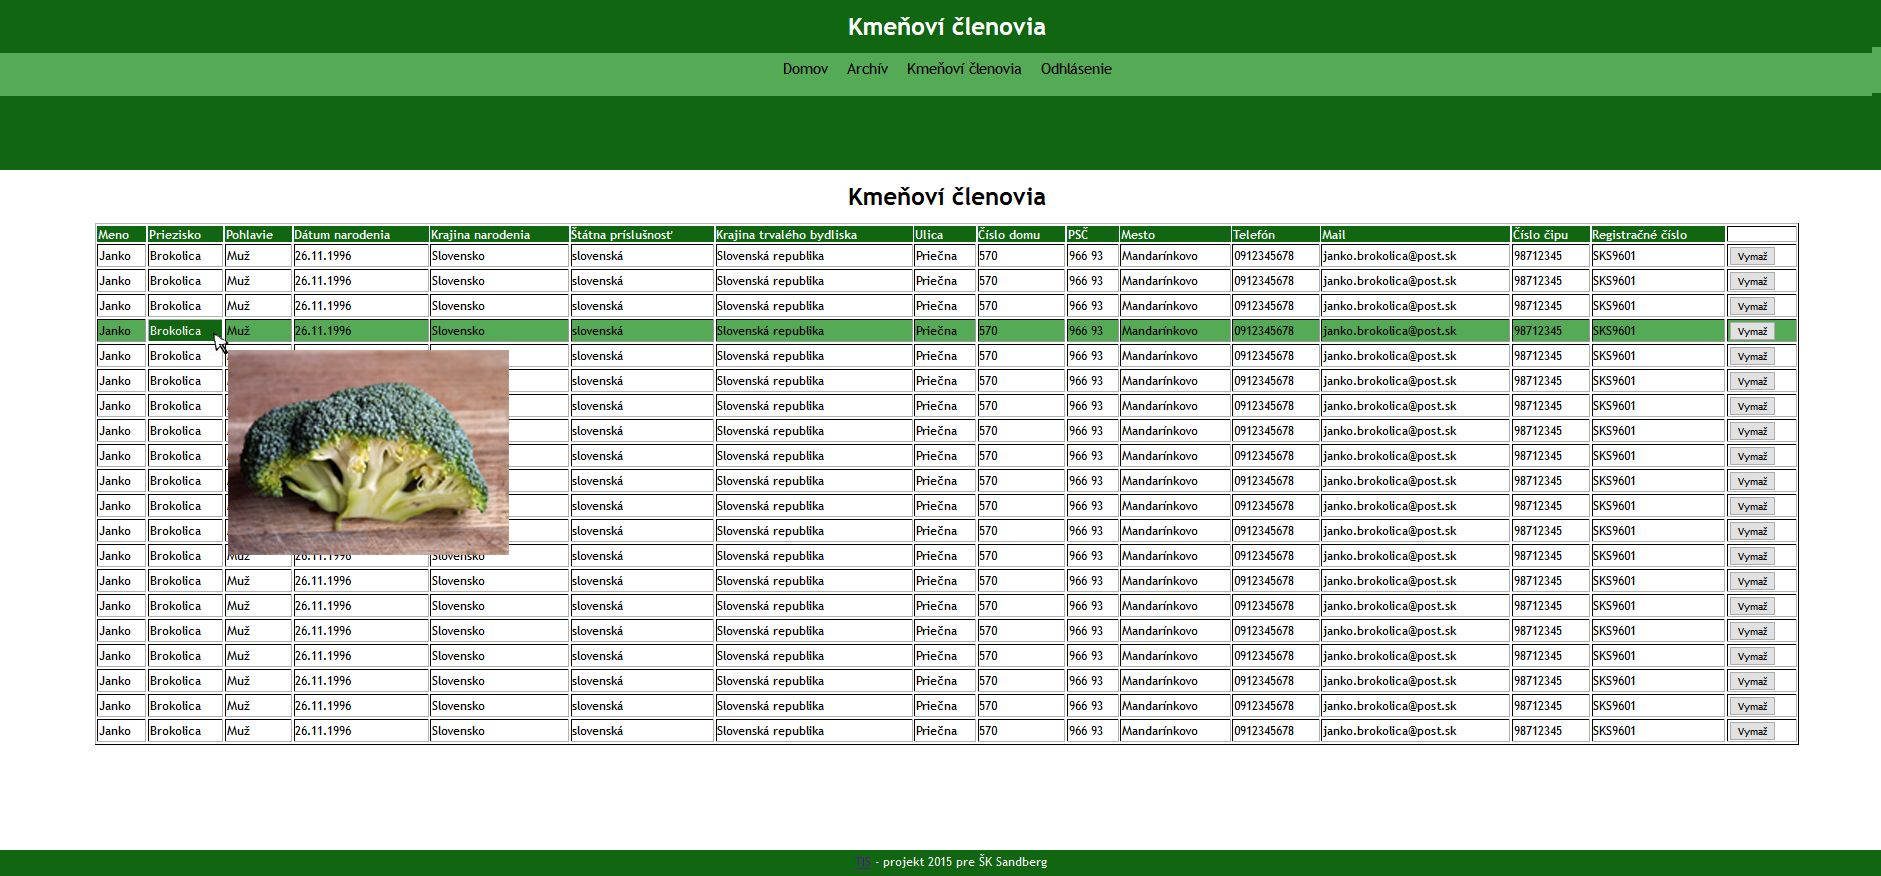 Kmeňoví členovia
Domov Archív Kmeňoví členovia Odhlásenie
Kmeňoví členovia
Meno Priezisko Pohlavie Dátum narodenia Krajina narodenia Štátna príslušnosť Krajina trvalého bydliska Ulica Číslo domu PSČ Mesto Telefón Mail Číslo čipu Registračné číslo
Janko Brokolica Muž 26.11.1996 Slovensko slovenská Slovenská republika Priečna 570 966 93 Mandarínkovo 0912345678 janko.brokolica@post.sk 98712345 SKS9601 Vymaž
Janko Brokolica Muž 26.11.1996 Slovensko slovenská Slovenská republika Priečna 570 966 93 Mandarínkovo 0912345678 janko.brokolica@post.sk 98712345 SKS9601 Vymaž
Janko Brokolica Muž 26.11.1996 Slovensko slovenská Slovenská republika Priečna 570 966 93 Mandarínkovo 0912345678 janko.brokolica@post.sk 98712345 SKS9601 Vymaž
Janko Brokolica Muž 26.11.1996 Slovensko slovenská Slovenská republika Priečna 570 966 93 Mandarínkovo 0912345678 janko.brokolica@post.sk 98712345 SKS9601 Vymaž
Janko Brokolica slovenská Slovenská republika Priečna 570 966 93 Mandarínkovo 0912345678 janko.brokolica@post.sk 98712345 SKS9601 Vymaž
Janko Brokolica slovenská Slovenská republika Priečna 570 966 93 Mandarínkovo 0912345678 janko.brokolica@post.sk 98712345 SKS9601 Vymaž
Janko Brokolica slovenská Slovenská republika Priečna 570 966 93 Mandarínkovo 0912345678 janko.brokolica@post.sk 98712345 SKS9601 Vymaž
Janko Brokolica slovenská Slovenská republika Priečna 570 966 93 Mandarínkovo 0912345678 janko.brokolica@post.sk 98712345 SKS9601 Vymaž
Janko Brokolica slovenská Slovenská republika Priečna 570 966 93 Mandarínkovo 0912345678 janko.brokolica@post.sk 98712345 SKS9601 Vymaž
Janko Brokolica slovenská Slovenská republika Priečna 570 966 93 Mandarínkovo 0912345678 janko.brokolica@post.sk 98712345 SKS9601 Vymaž
Janko Brokolica slovenská Slovenská republika Priečna 570 966 93 Mandarínkovo 0912345678 janko.brokolica@post.sk 98712345 SKS9601 Vymaž
Janko Brokolica slovenská Slovenská republika Priečna 570 966 93 Mandarínkovo 0912345678 janko.brokolica@post.sk 98712345 SKS9601 Vymaž
Janko Brokolica Muž 26.11.1996 Slovensko slovenská Slovenská republika Priečna 570 966 93 Mandarínkovo 0912345678 janko.brokolica@post.sk 98712345 SKS9601 Vymaž
Janko Brokolica Muž 26.11.1996 Slovensko slovenská Slovenská republika Priečna 570 966 93 Mandarínkovo 0912345678 janko.brokolica@post.sk 98712345 SKS9601 Vymaž
Janko Brokolica Muž 26.11.1996 Slovensko slovenská Slovenská republika Priečna 570 966 93 Mandarínkovo 0912345678 janko.brokolica@post.sk 98712345 SKS9601 Vymaž
Janko Brokolica Muž 26.11.1996 Slovensko slovenská Slovenská republika Priečna 570 966 93 Mandarínkovo 0912345678 janko.brokolica@post.sk 98712345 SKS9601 Vymaž
Janko Brokolica Muž 26.11.1996 Slovensko slovenská Slovenská republika Priečna 570 966 93 Mandarínkovo 0912345678 janko.brokolica@post.sk 98712345 SKS9601 Vymaž
Janko Brokolica Muž 26.11.1996 Slovensko slovenská Slovenská republika Priečna 570 966 93 Mandarínkovo 0912345678 janko.brokolica@post.sk 98712345 SKS9601 Vymaž
Janko Brokolica Muž 26.11.1996 Slovensko slovenská Slovenská republika Priečna 570 966 93 Mandarínkovo 0912345678 janko.brokolica@post.sk 98712345 SKS9601 Vymaž
Janko Brokolica Muž 26.11.1996 Slovensko slovenská Slovenská republika Priečna 570 966 93 Mandarínkovo 0912345678 janko.brokolica@post.sk 98712345 SKS9601 Vymaž
TIS - projekt 2015 pre ŠK Sandberg